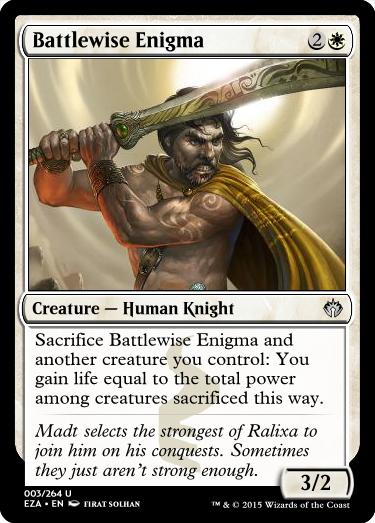 Battlewise Enigma 2
Creature — Human Knight
Sacrifice Battlewise Enigma and
another creature you control: You
gain life equal to the total power
among creatures sacrificed this way.
Madt selects the strongest of Ralixa to
join him on his conquests. Sometimes
they just aren't strong enough.
3/2
003/264 U
EZA • EN FIRAT SOLHAN ™ & © 2015 Wizards of the Coast